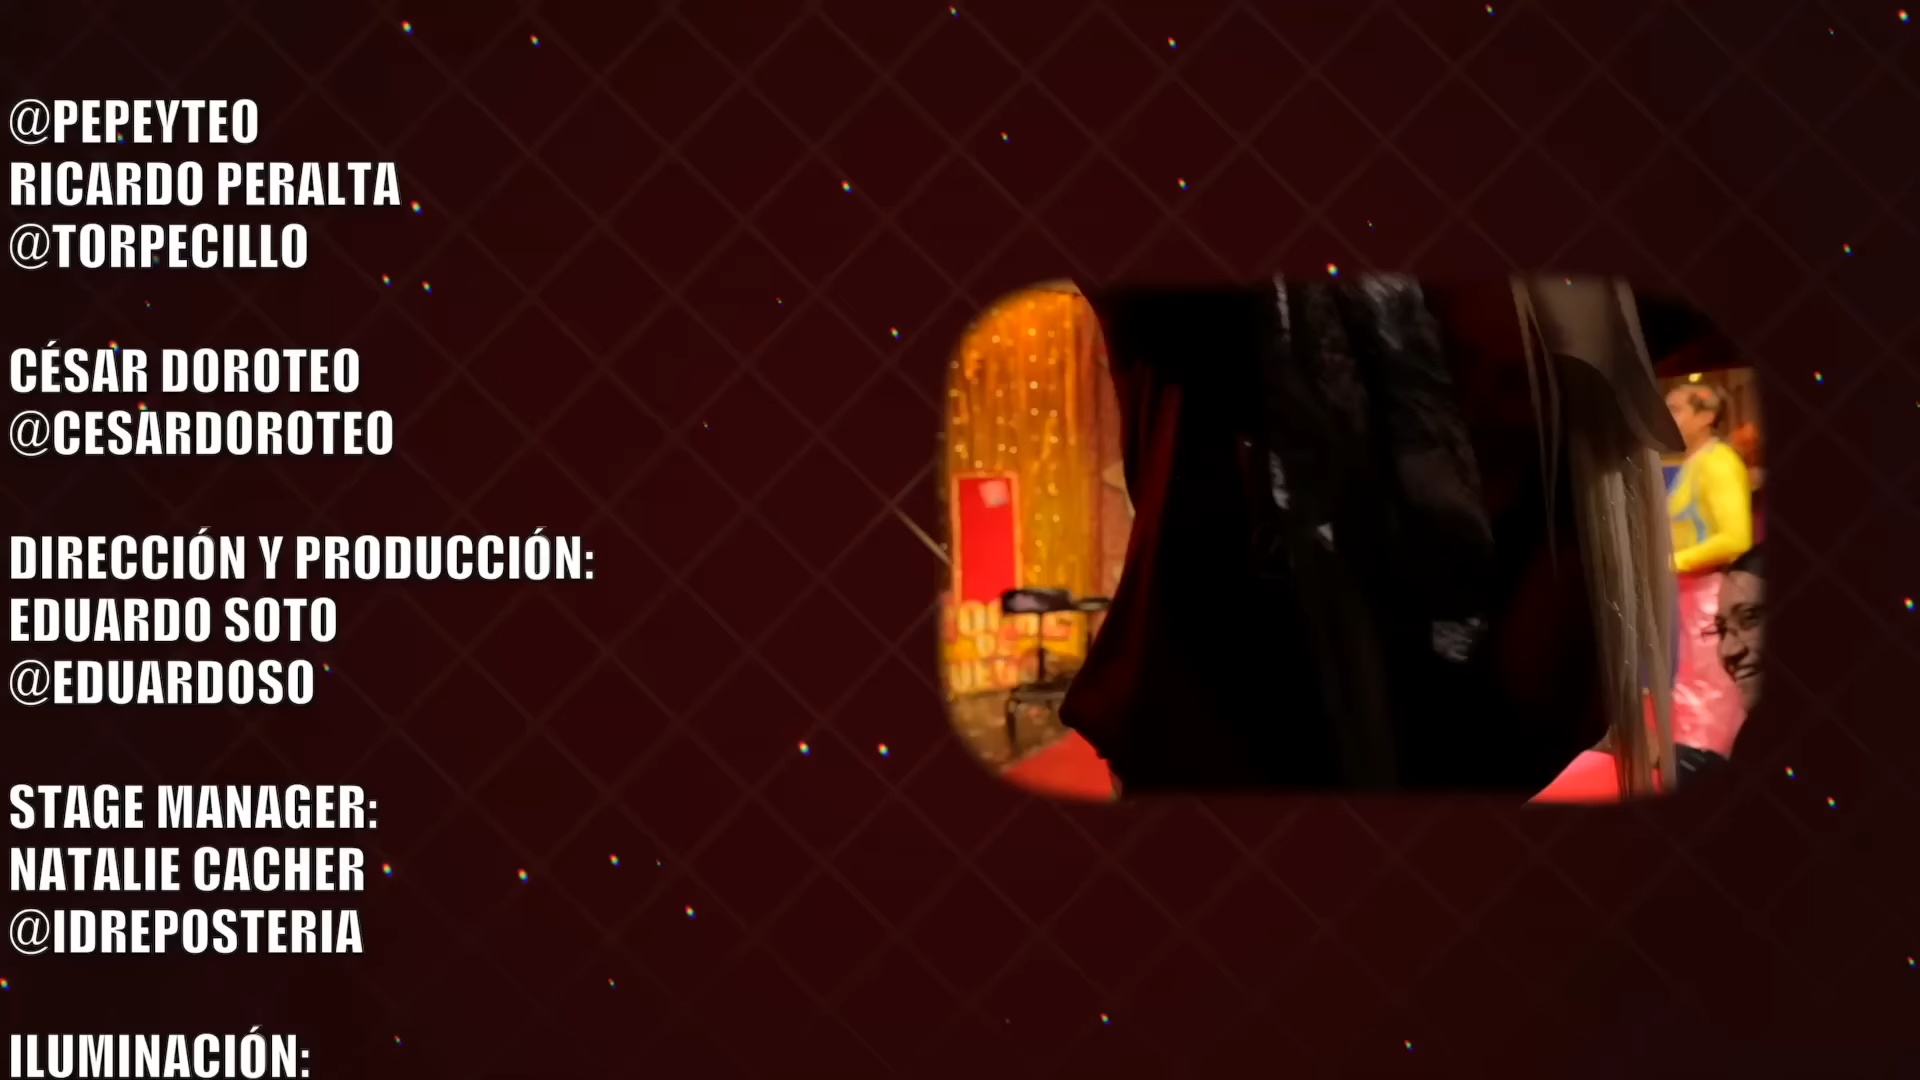 @PEPEYTEO
RICARDO PERALTA
@TORPECILLO
CÉSAR DOROTEO
@CESARDOROTEO
DIRECCIÓN Y PRODUCCIÓN:
EDUARDO SOTO
@EDUARDOSO
STAGE MANAGER:
NATALIE CACHER
@IDREPOSTERIA
ILUMINACIÓN: